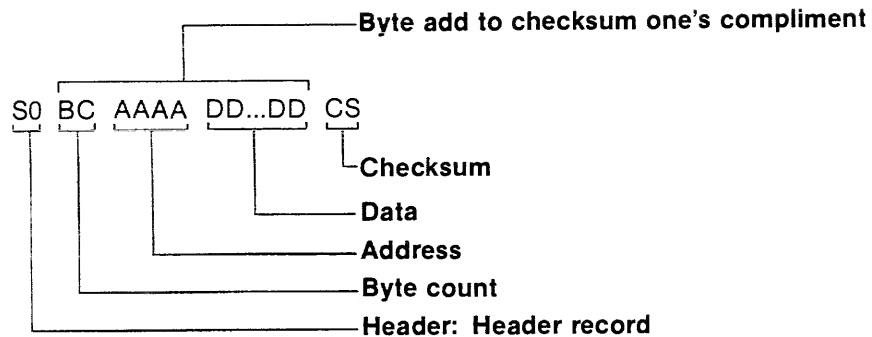 Byte add to checksum one's compliment
S0 BC AAAA DD...DD CS
Checksum
Data
Address
Byte count
Header: Header record